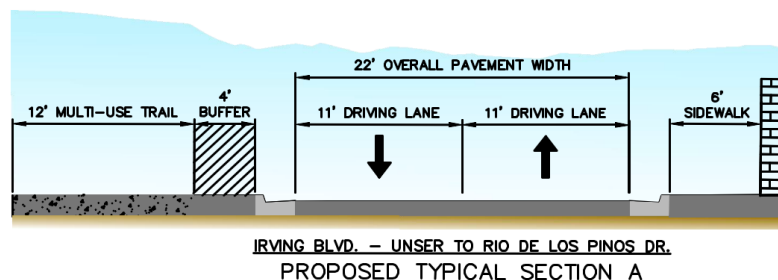 22' OVERALL PAVEMENT WIDTH
12' MULTI-USE TRAIL
4'
BUFFER
11' DRIVING LANE
11' DRIVING LANE
6'
SIDEWALK
IRVING BLVD. – UNSER TO RIO DE LOS PINOS DR.
PROPOSED TYPICAL SECTION A